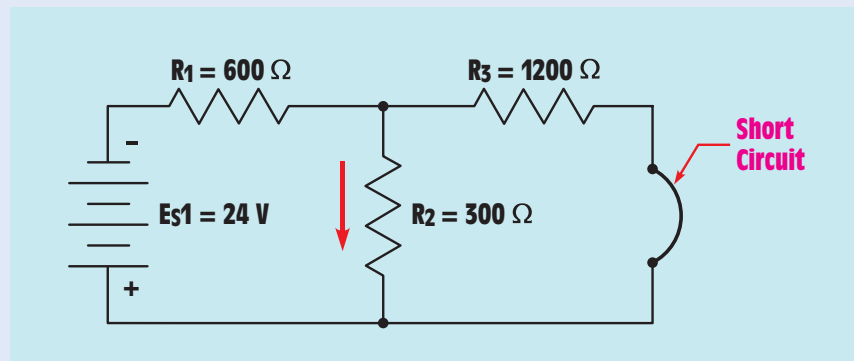 R1 = 600 Ω
R3 = 1200 Ω
Short
Circuit
-
ES1 = 24 V
R2 = 300 Ω
+